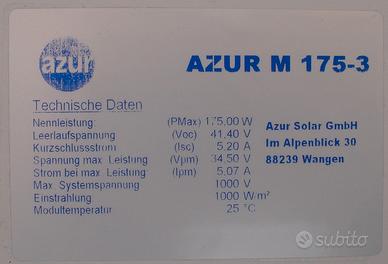 azur
AZUR M 175-3
Technische Daten
Nennleistung: (PMax) 175,00 W
Leerlaufspannung (Voc) 41,40 V
Kurzschlussstrom (Isc) 5,20 A
Spannung max. Leistung (Vpm) 34,50 V
Strom bei max. Leistung (Ipm) 5,07 A
Max. Systemspannung 1000 V
Einstrahlung 1000 W/m²
Modultemperatur 25 °C
Azur Solar GmbH
Im Alpenblick 30
88239 Wangen
subito